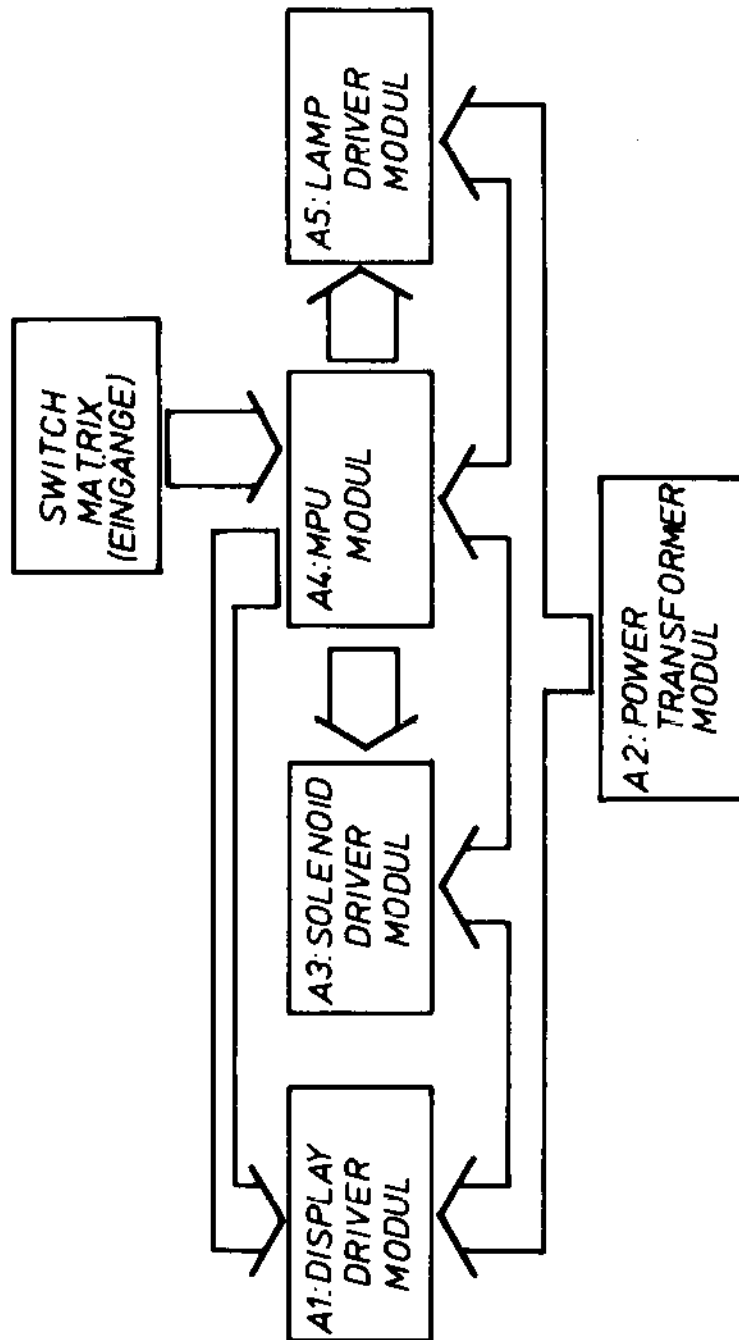 SWITCH
MATRIX
(EINGANGE)
A1: DISPLAY
DRIVER
MODUL
A3: SOLENOID
DRIVER
MODUL
A4: MPU
MODUL
A5: LAMP
DRIVER
MODUL
A2: POWER
TRANSFORMER
MODUL